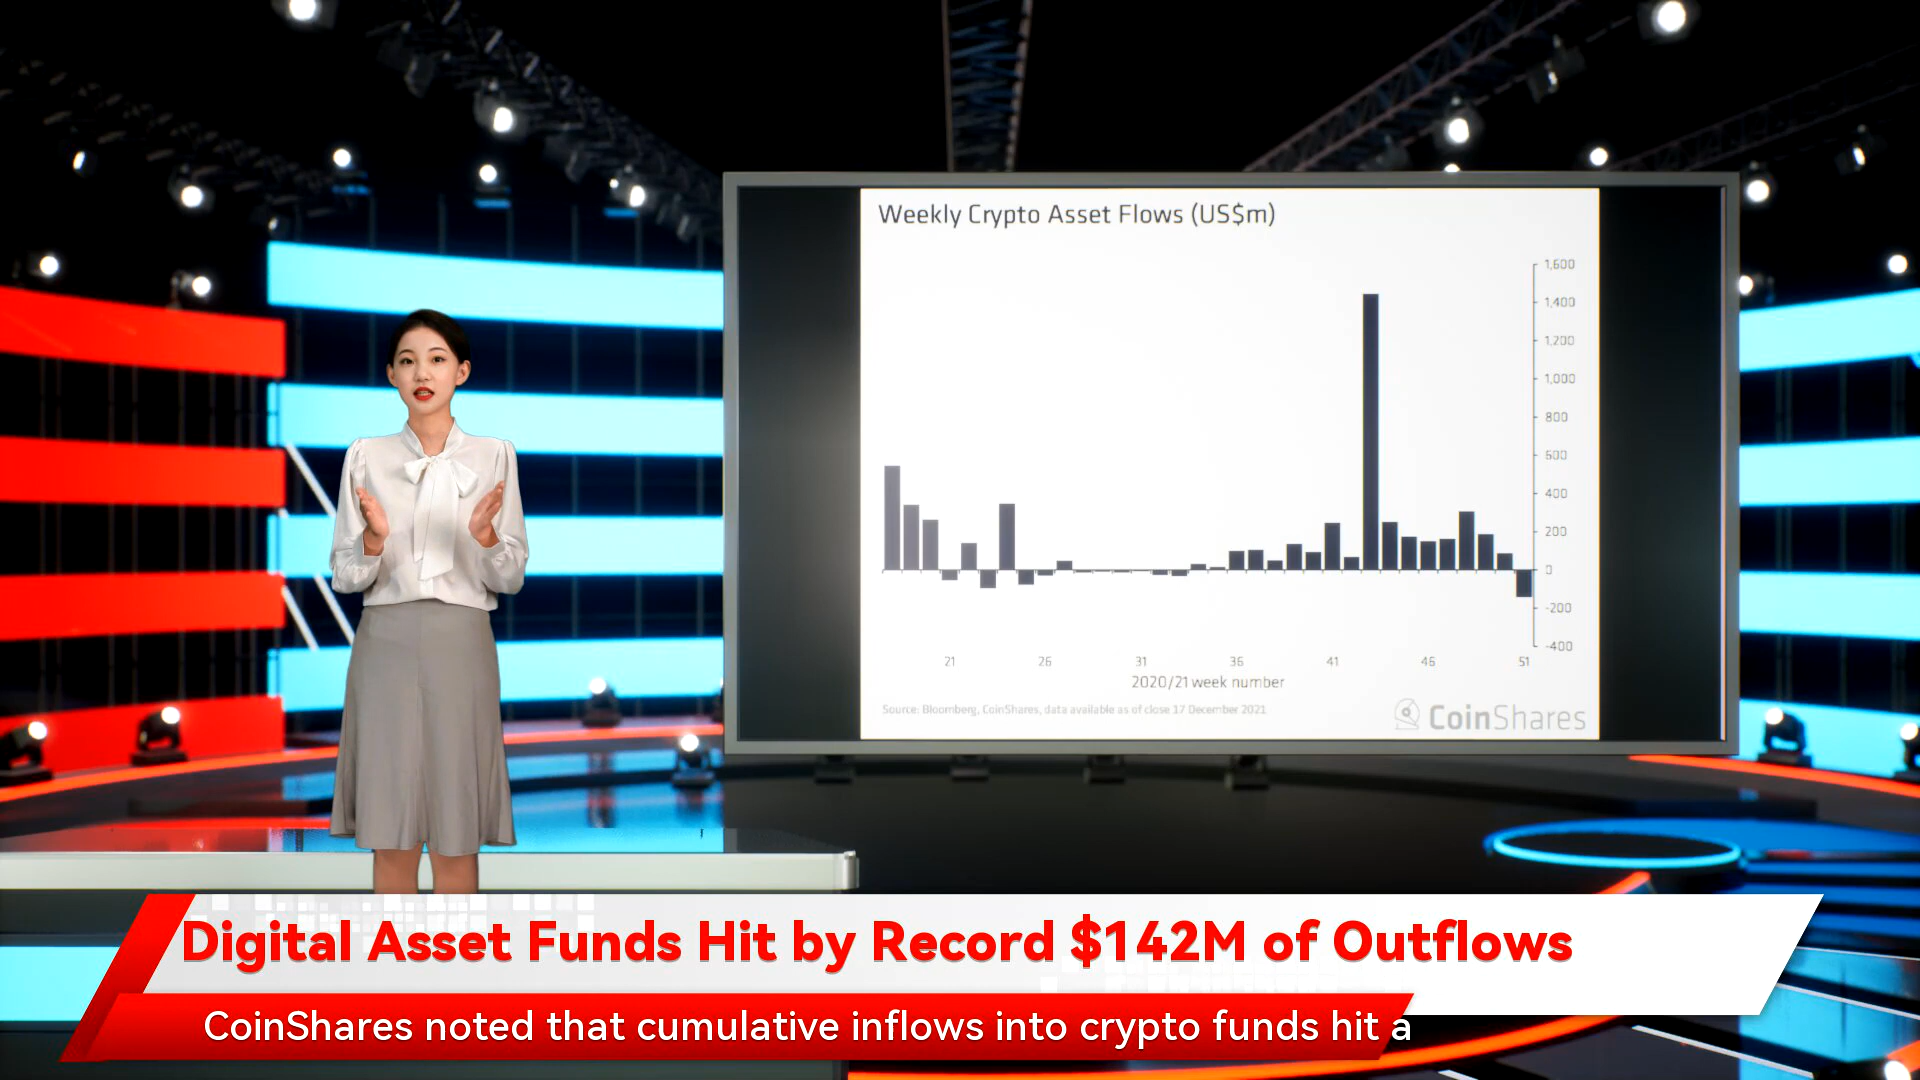 Weekly Crypto Asset Flows (US$m)
1,600
1,400
1,200
1,000
800
600
400
200
0
-200
-400
21 26 31 36 41 46 51
2020/21 week number
Source: Bloomberg, CoinShares, data available as of close 17 December 2021
CoinShares
Digital Asset Funds Hit by Record $142M of Outflows
CoinShares noted that cumulative inflows into crypto funds hit a